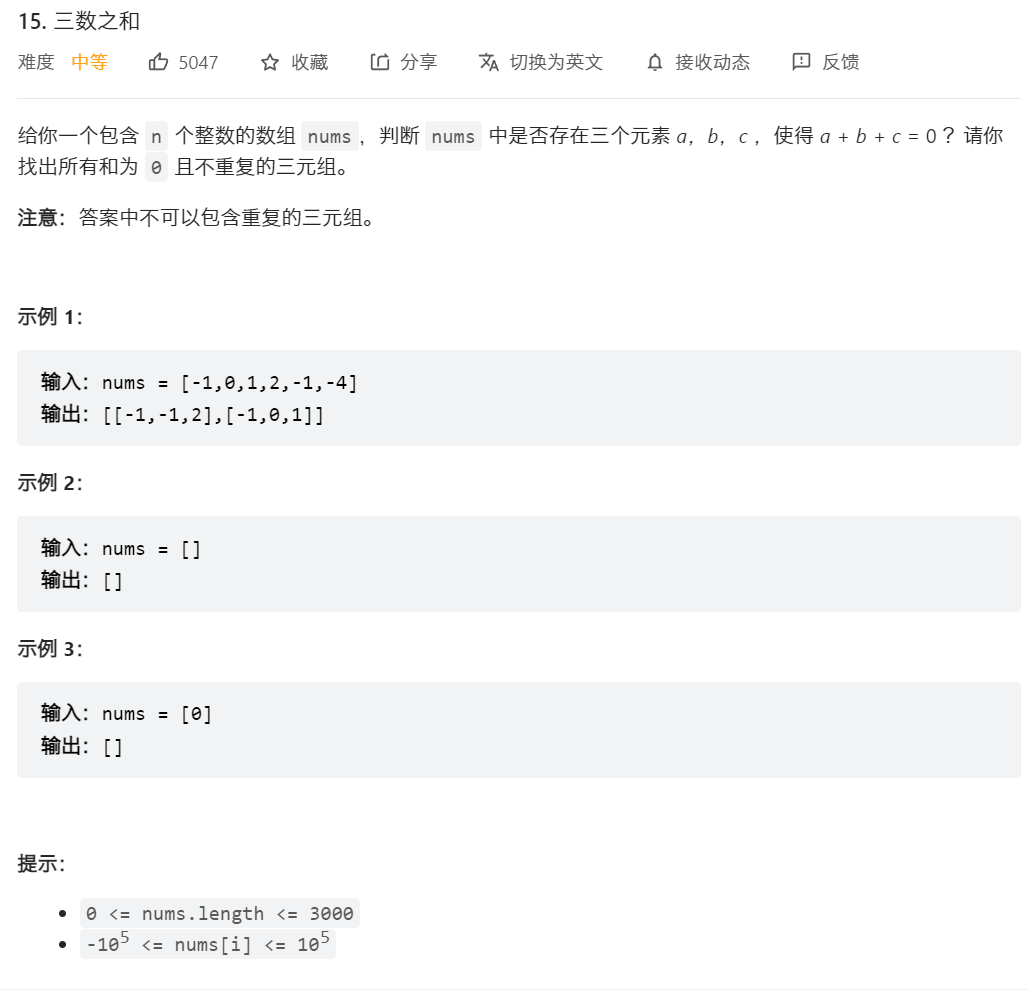 15. 三数之和
难度 中等 5047 收藏 分享 切换为英文 接收动态 反馈
给你一个包含 n 个整数的数组 nums，判断 nums 中是否存在三个元素 a，b，c ，使得 a + b + c = 0 ？请你
找出所有和为 0 且不重复的三元组。
注意：答案中不可以包含重复的三元组。
示例 1：
输入：nums = [-1,0,1,2,-1,-4]
输出：[[-1,-1,2],[-1,0,1]]
示例 2：
输入：nums = []
输出：[]
示例 3：
输入：nums = [0]
输出：[]
提示：
• 0 <= nums.length <= 3000
• -10⁵ <= nums[i] <= 10⁵